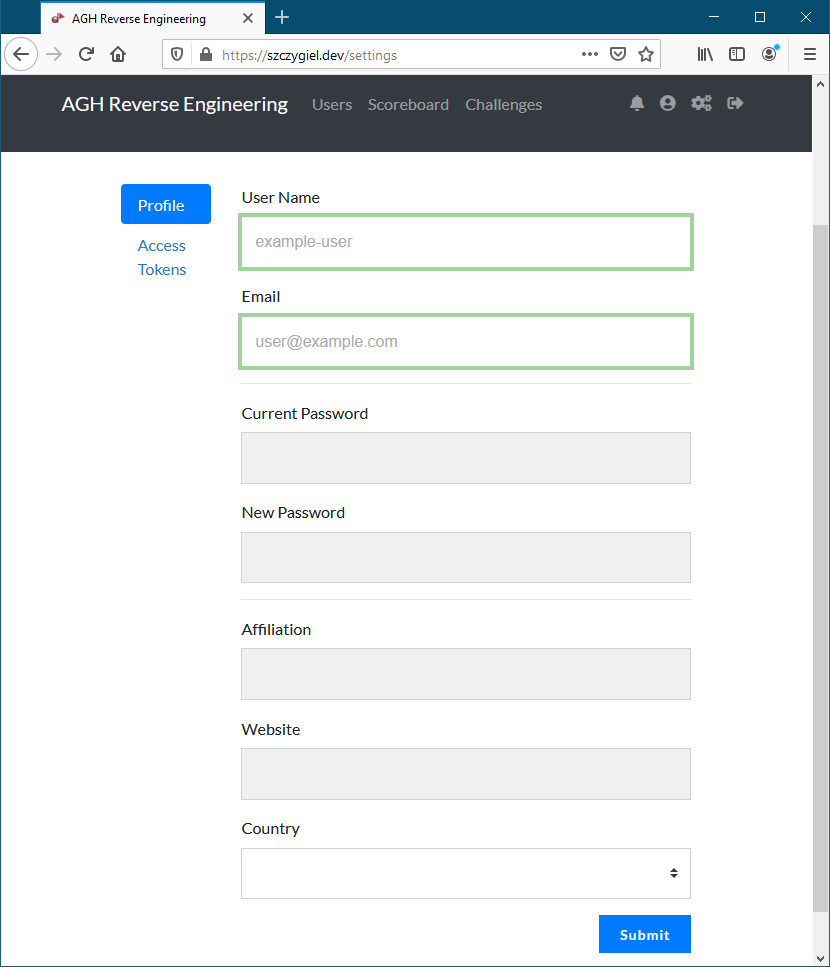 AGH Reverse Engineering
https://szczygiel.dev/settings
AGH Reverse Engineering Users Scoreboard Challenges
Profile
Access
Tokens
User Name
example-user
Email
user@example.com
Current Password
New Password
Affiliation
Website
Country
Submit